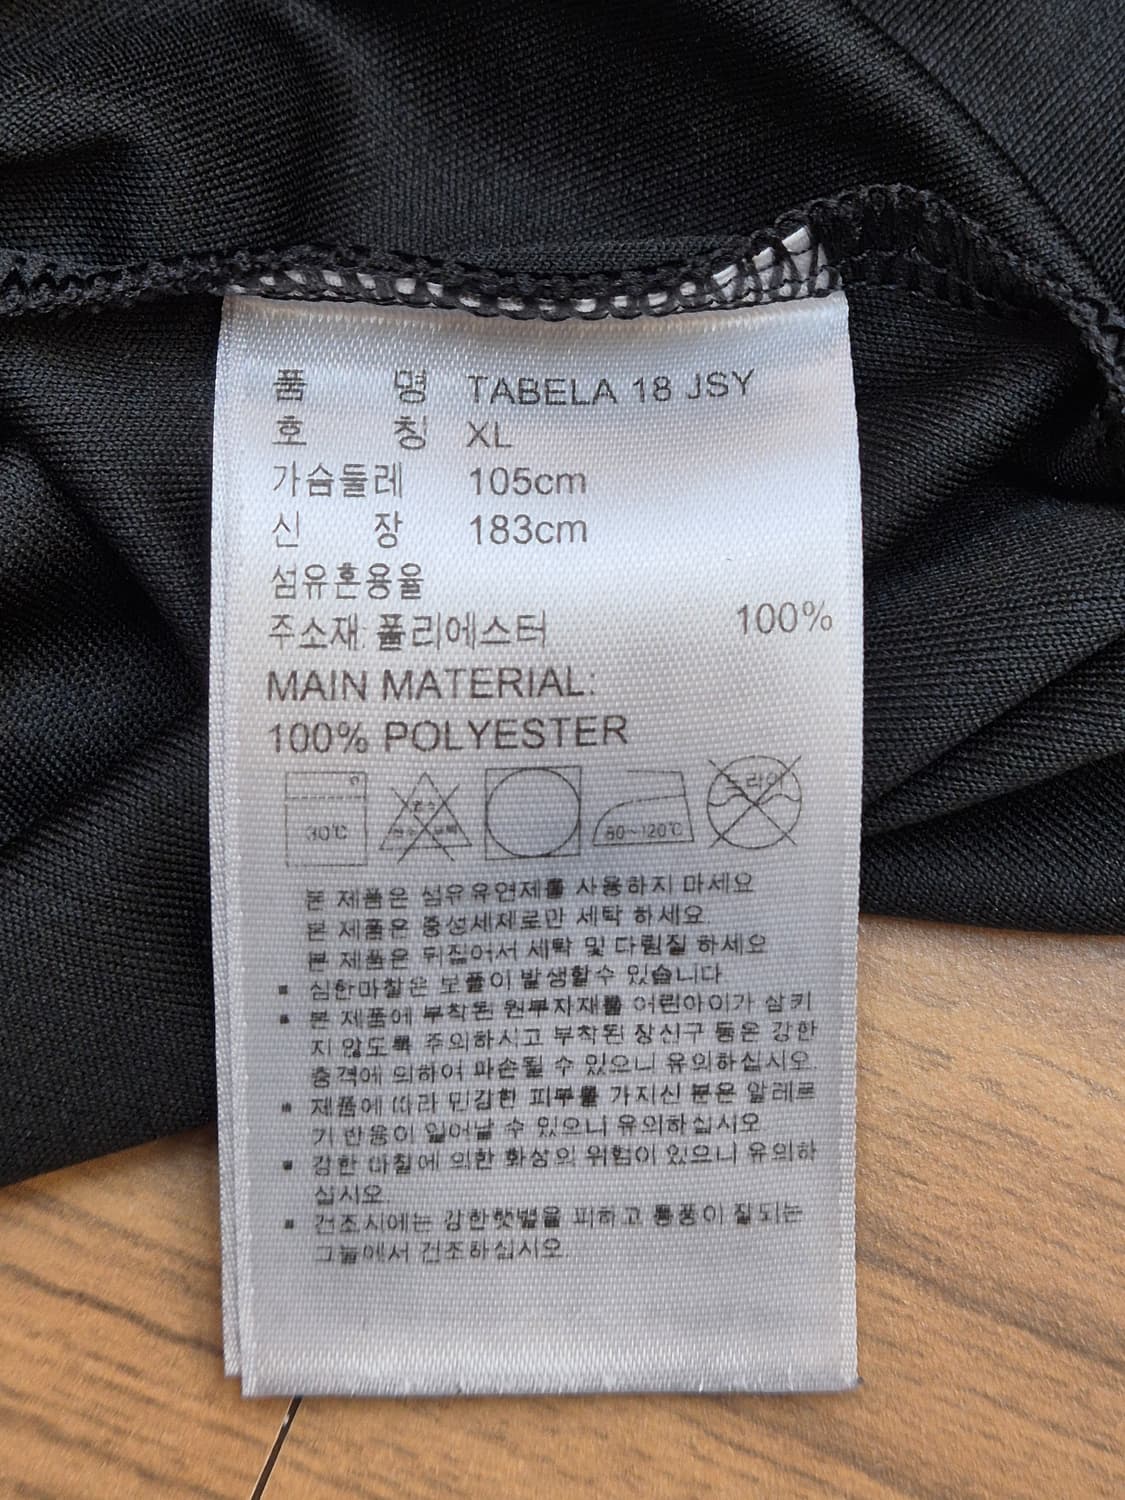 품 명 TABELA 18 JSY
호 칭 XL
가슴둘레 105cm
신 장 183cm
섬유혼용율
주소재: 폴리에스터 100%
MAIN MATERIAL:
100% POLYESTER
30℃
80~120℃
드라이
본 제품은 섬유유연제를 사용하지 마세요
본 제품은 중성세제로만 세탁 하세요
본 제품은 뒤집어서 세탁 및 다림질 하세요
▪ 심한마찰은 보풀이 발생할수 있습니다
▪ 본 제품에 부착된 원부자재를 어린아이가 삼키
지 않도록 주의하시고 부착된 장신구 등은 강한
충격에 의하여 파손될 수 있으니 유의하십시오.
▪ 제품에 따라 민감한 피부를 가지신 분은 알레르
기 반응이 일어날 수 있으니 유의하십시오
▪ 강한 마찰에 의한 화상의 위험이 있으니 유의하
십시오.
▪ 건조시에는 강한햇볕을 피하고 통풍이 잘되는
그늘에서 건조하십시오.